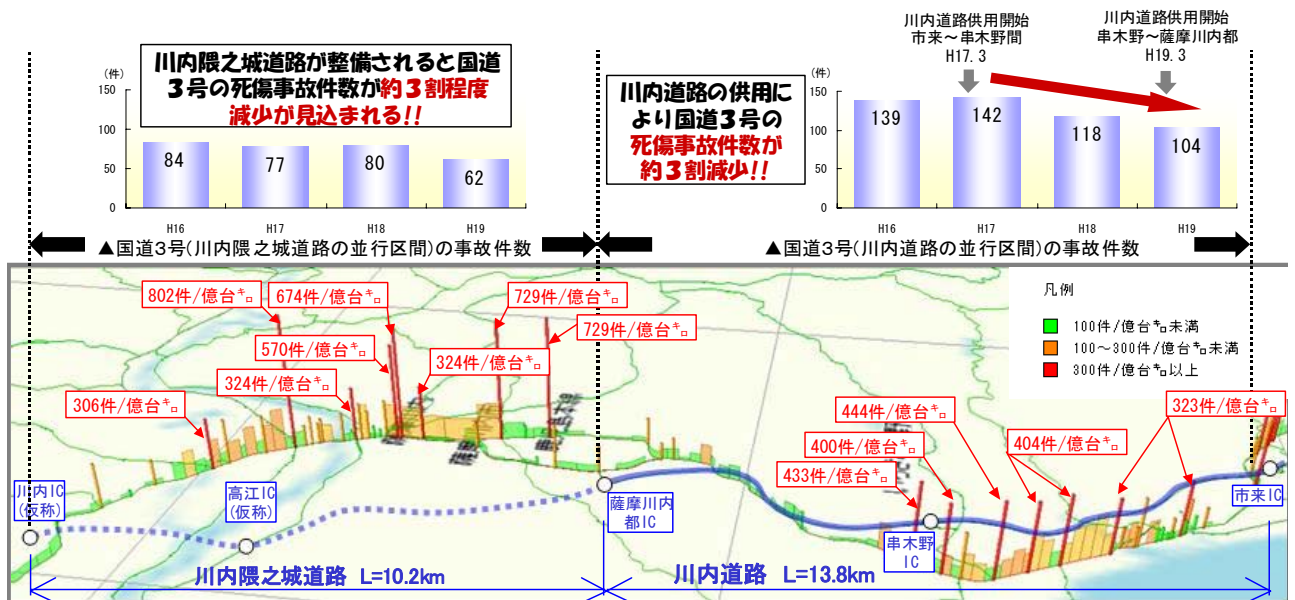 川内隈之城道路が整備されると国道
３号の死傷事故件数が約３割程度
減少が見込まれる!!
(件)
150
100
50
0
84
77
80
62
H16
H17
H18
H19
▲国道3号(川内隈之城道路の並行区間)の事故件数
川内道路の供用に
より国道３号の
死傷事故件数が
約３割減少!!
川内道路供用開始
市来～串木野間
H17.3
川内道路供用開始
串木野～薩摩川内都
H19.3
(件)
150
100
50
0
139
142
118
104
H16
H17
H18
H19
▲国道3号(川内道路の並行区間)の事故件数
802件/億台㌔
674件/億台㌔
729件/億台㌔
570件/億台㌔
729件/億台㌔
324件/億台㌔
324件/億台㌔
306件/億台㌔
444件/億台㌔
323件/億台㌔
400件/億台㌔
404件/億台㌔
433件/億台㌔
凡例
100件/億台㌔未満
100～300件/億台㌔未満
300件/億台㌔以上
川内IC
(仮称)
高江IC
(仮称)
薩摩川内
都IC
串木野
IC
市来IC
川内隈之城道路 L=10.2km
川内道路 L=13.8km